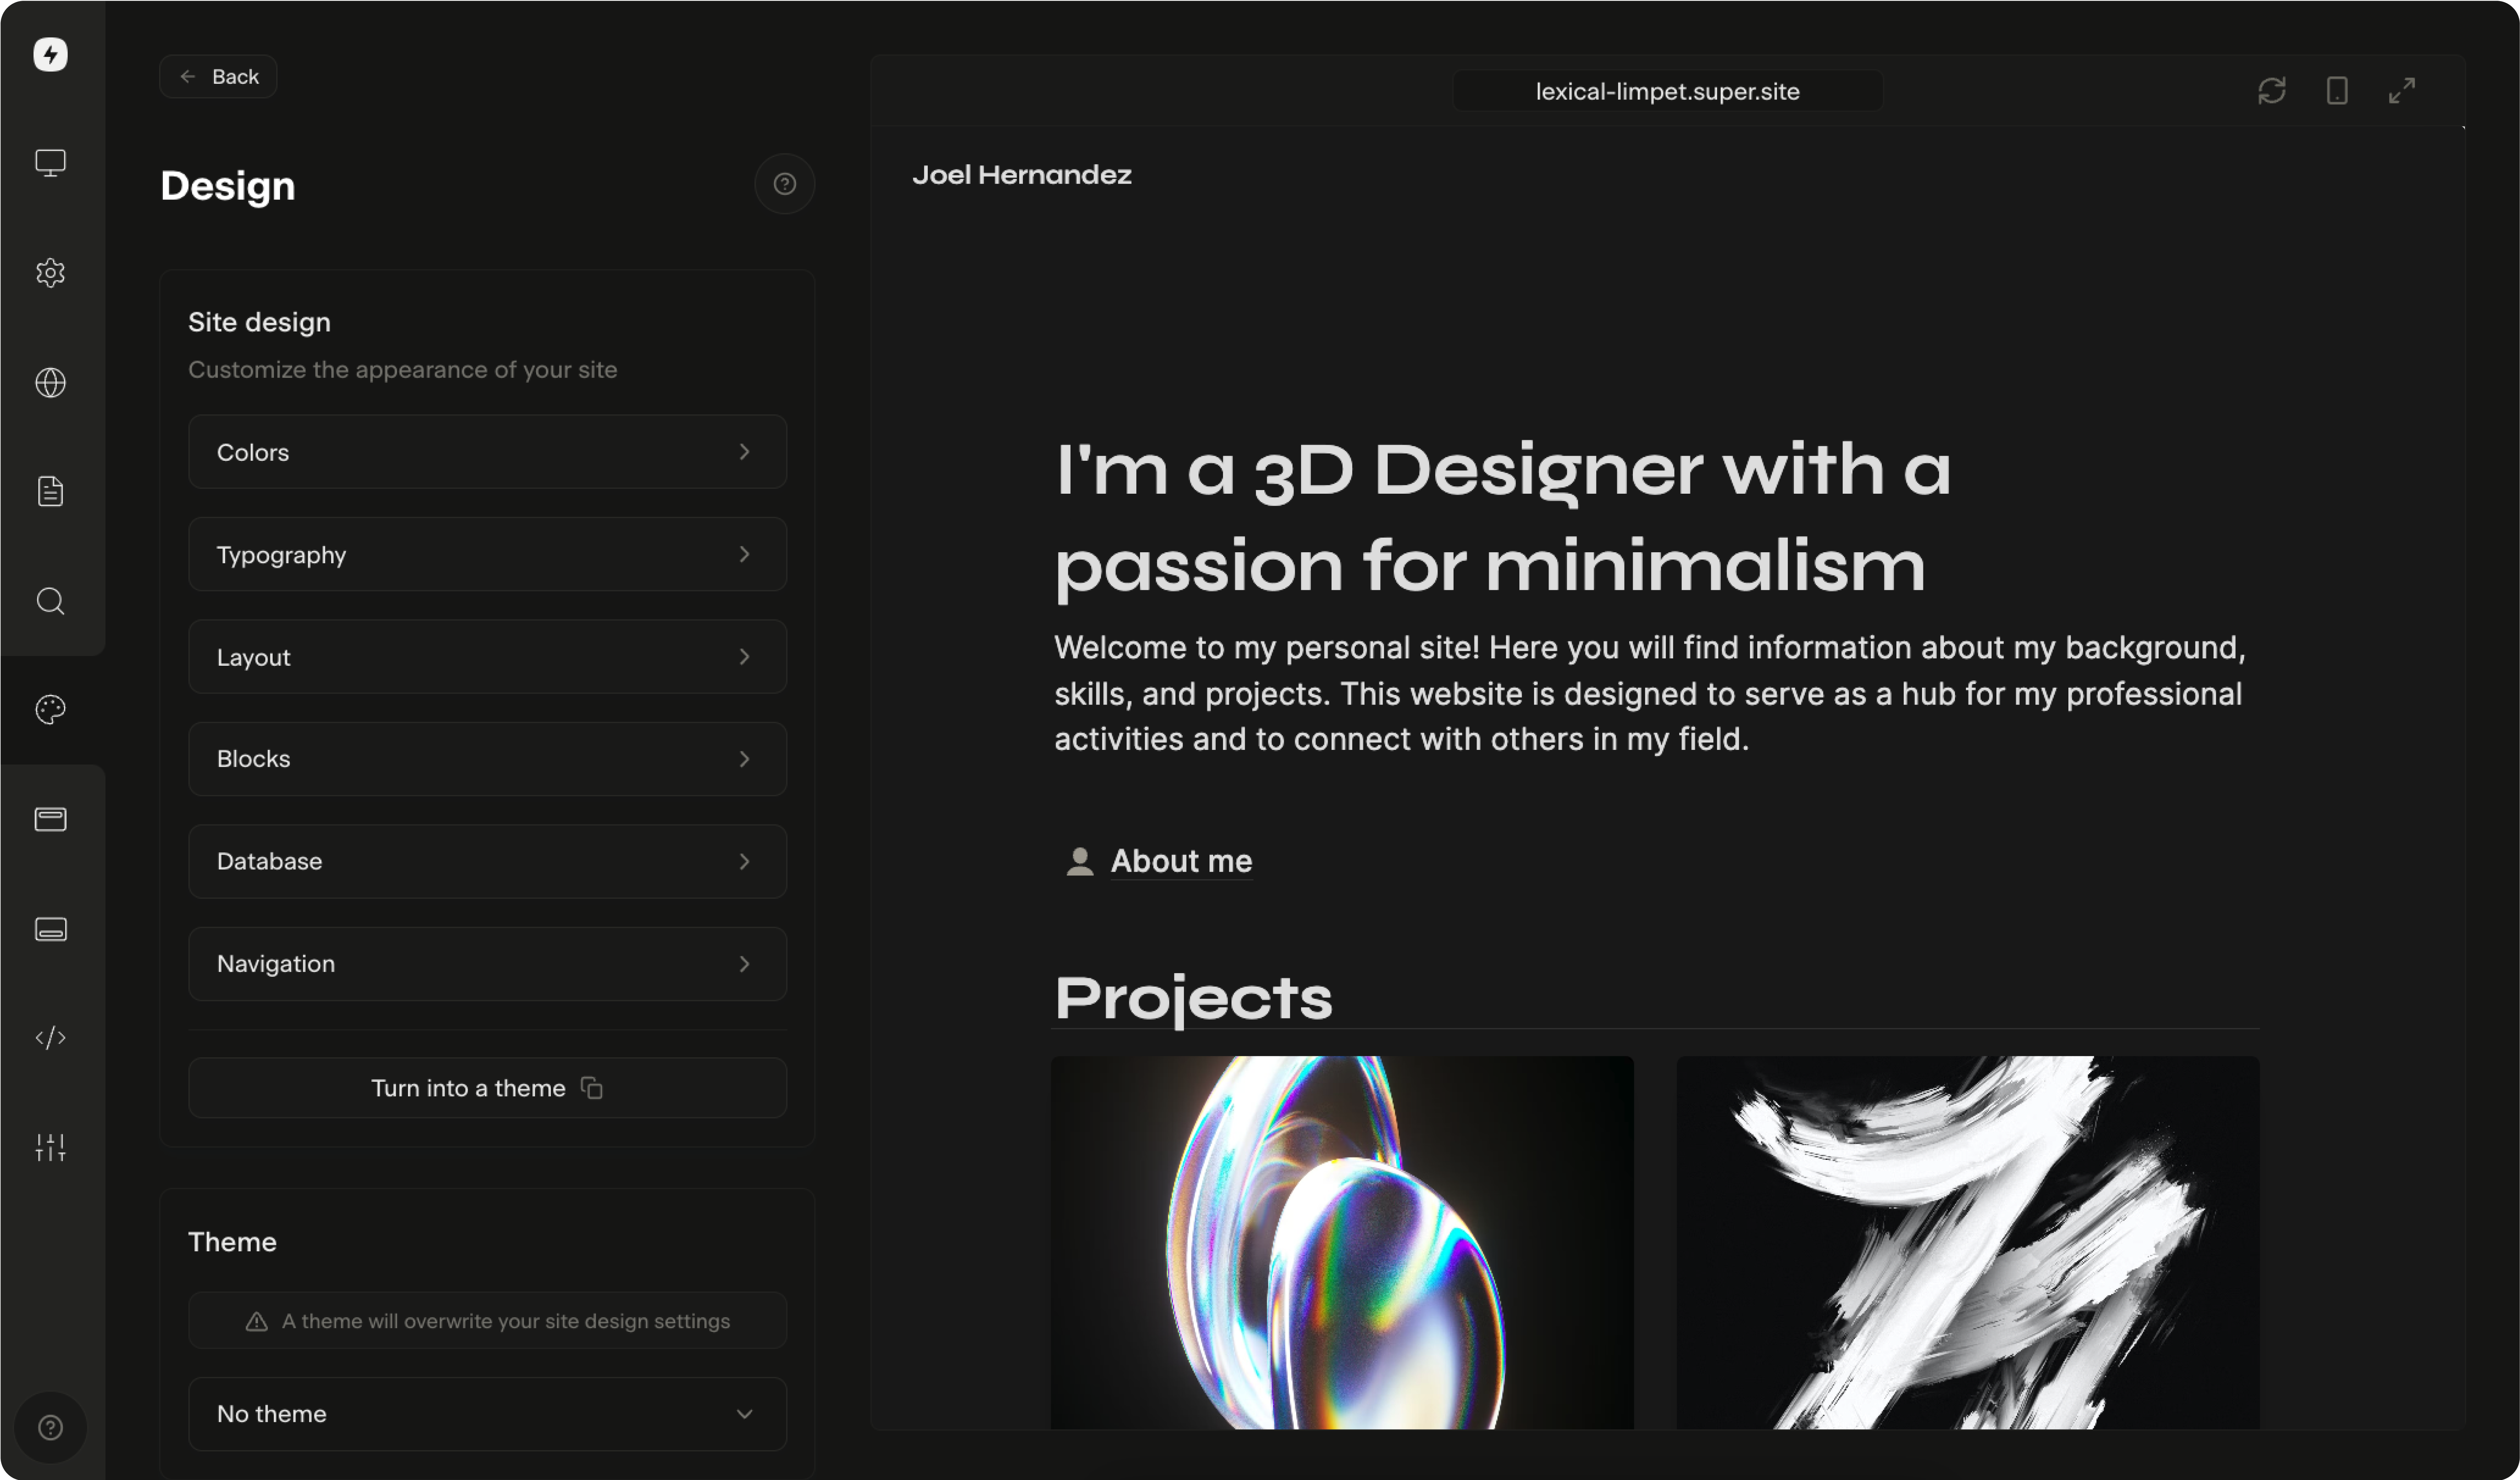 Back
Design
Site design
Customize the appearance of your site
Colors
Typography
Layout
Blocks
Database
Navigation
Turn into a theme
Theme
A theme will overwrite your site design settings
No theme
lexical-limpet.super.site
Joel Hernandez
I'm a 3D Designer with a
passion for minimalism
Welcome to my personal site! Here you will find information about my background,
skills, and projects. This website is designed to serve as a hub for my professional
activities and to connect with others in my field.
About me
Projects